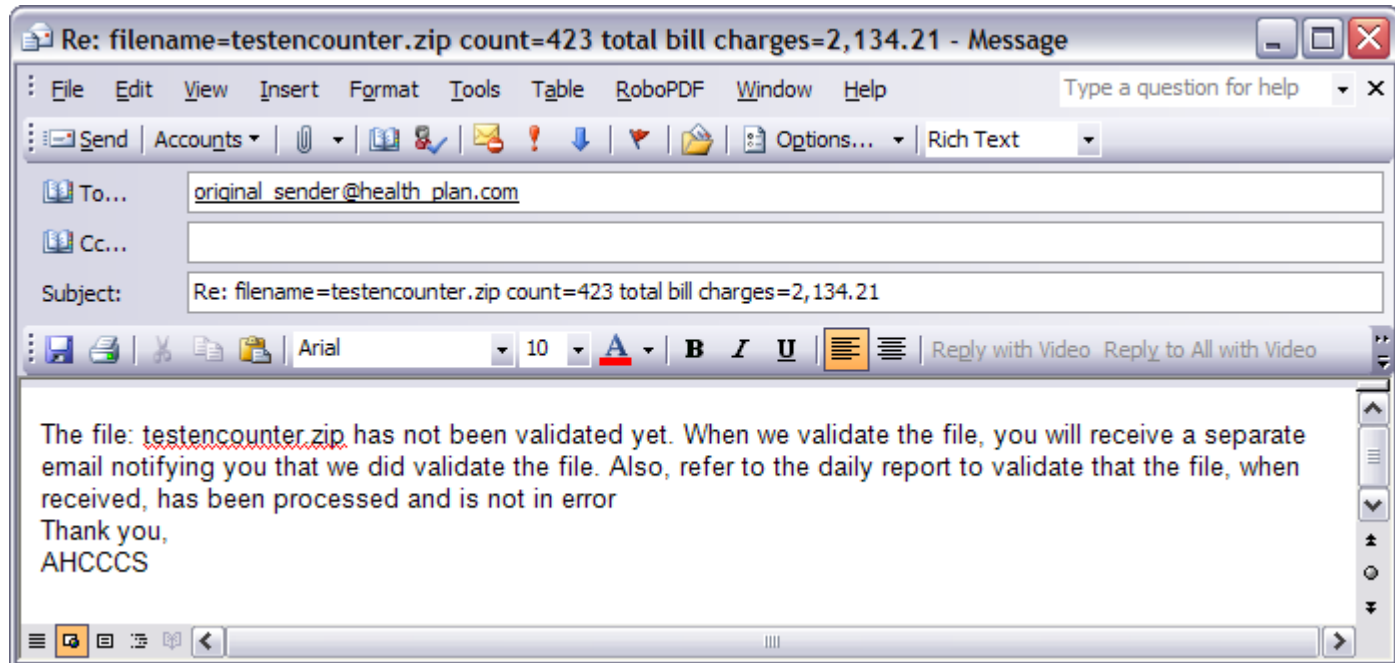 Re: filename=testencounter.zip count=423 total bill charges=2,134.21 - Message
File Edit View Insert Format Tools Table RoboPDF Window Help Type a question for help
Send Accounts Options... Rich Text
To... original_sender@health_plan.com
Cc...
Subject: Re: filename=testencounter.zip count=423 total bill charges=2,134.21
Arial 10 A B I U Reply with Video Reply to All with Video
The file: testencounter.zip has not been validated yet. When we validate the file, you will receive a separate
email notifying you that we did validate the file. Also, refer to the daily report to validate that the file, when
received, has been processed and is not in error
Thank you,
AHCCCS